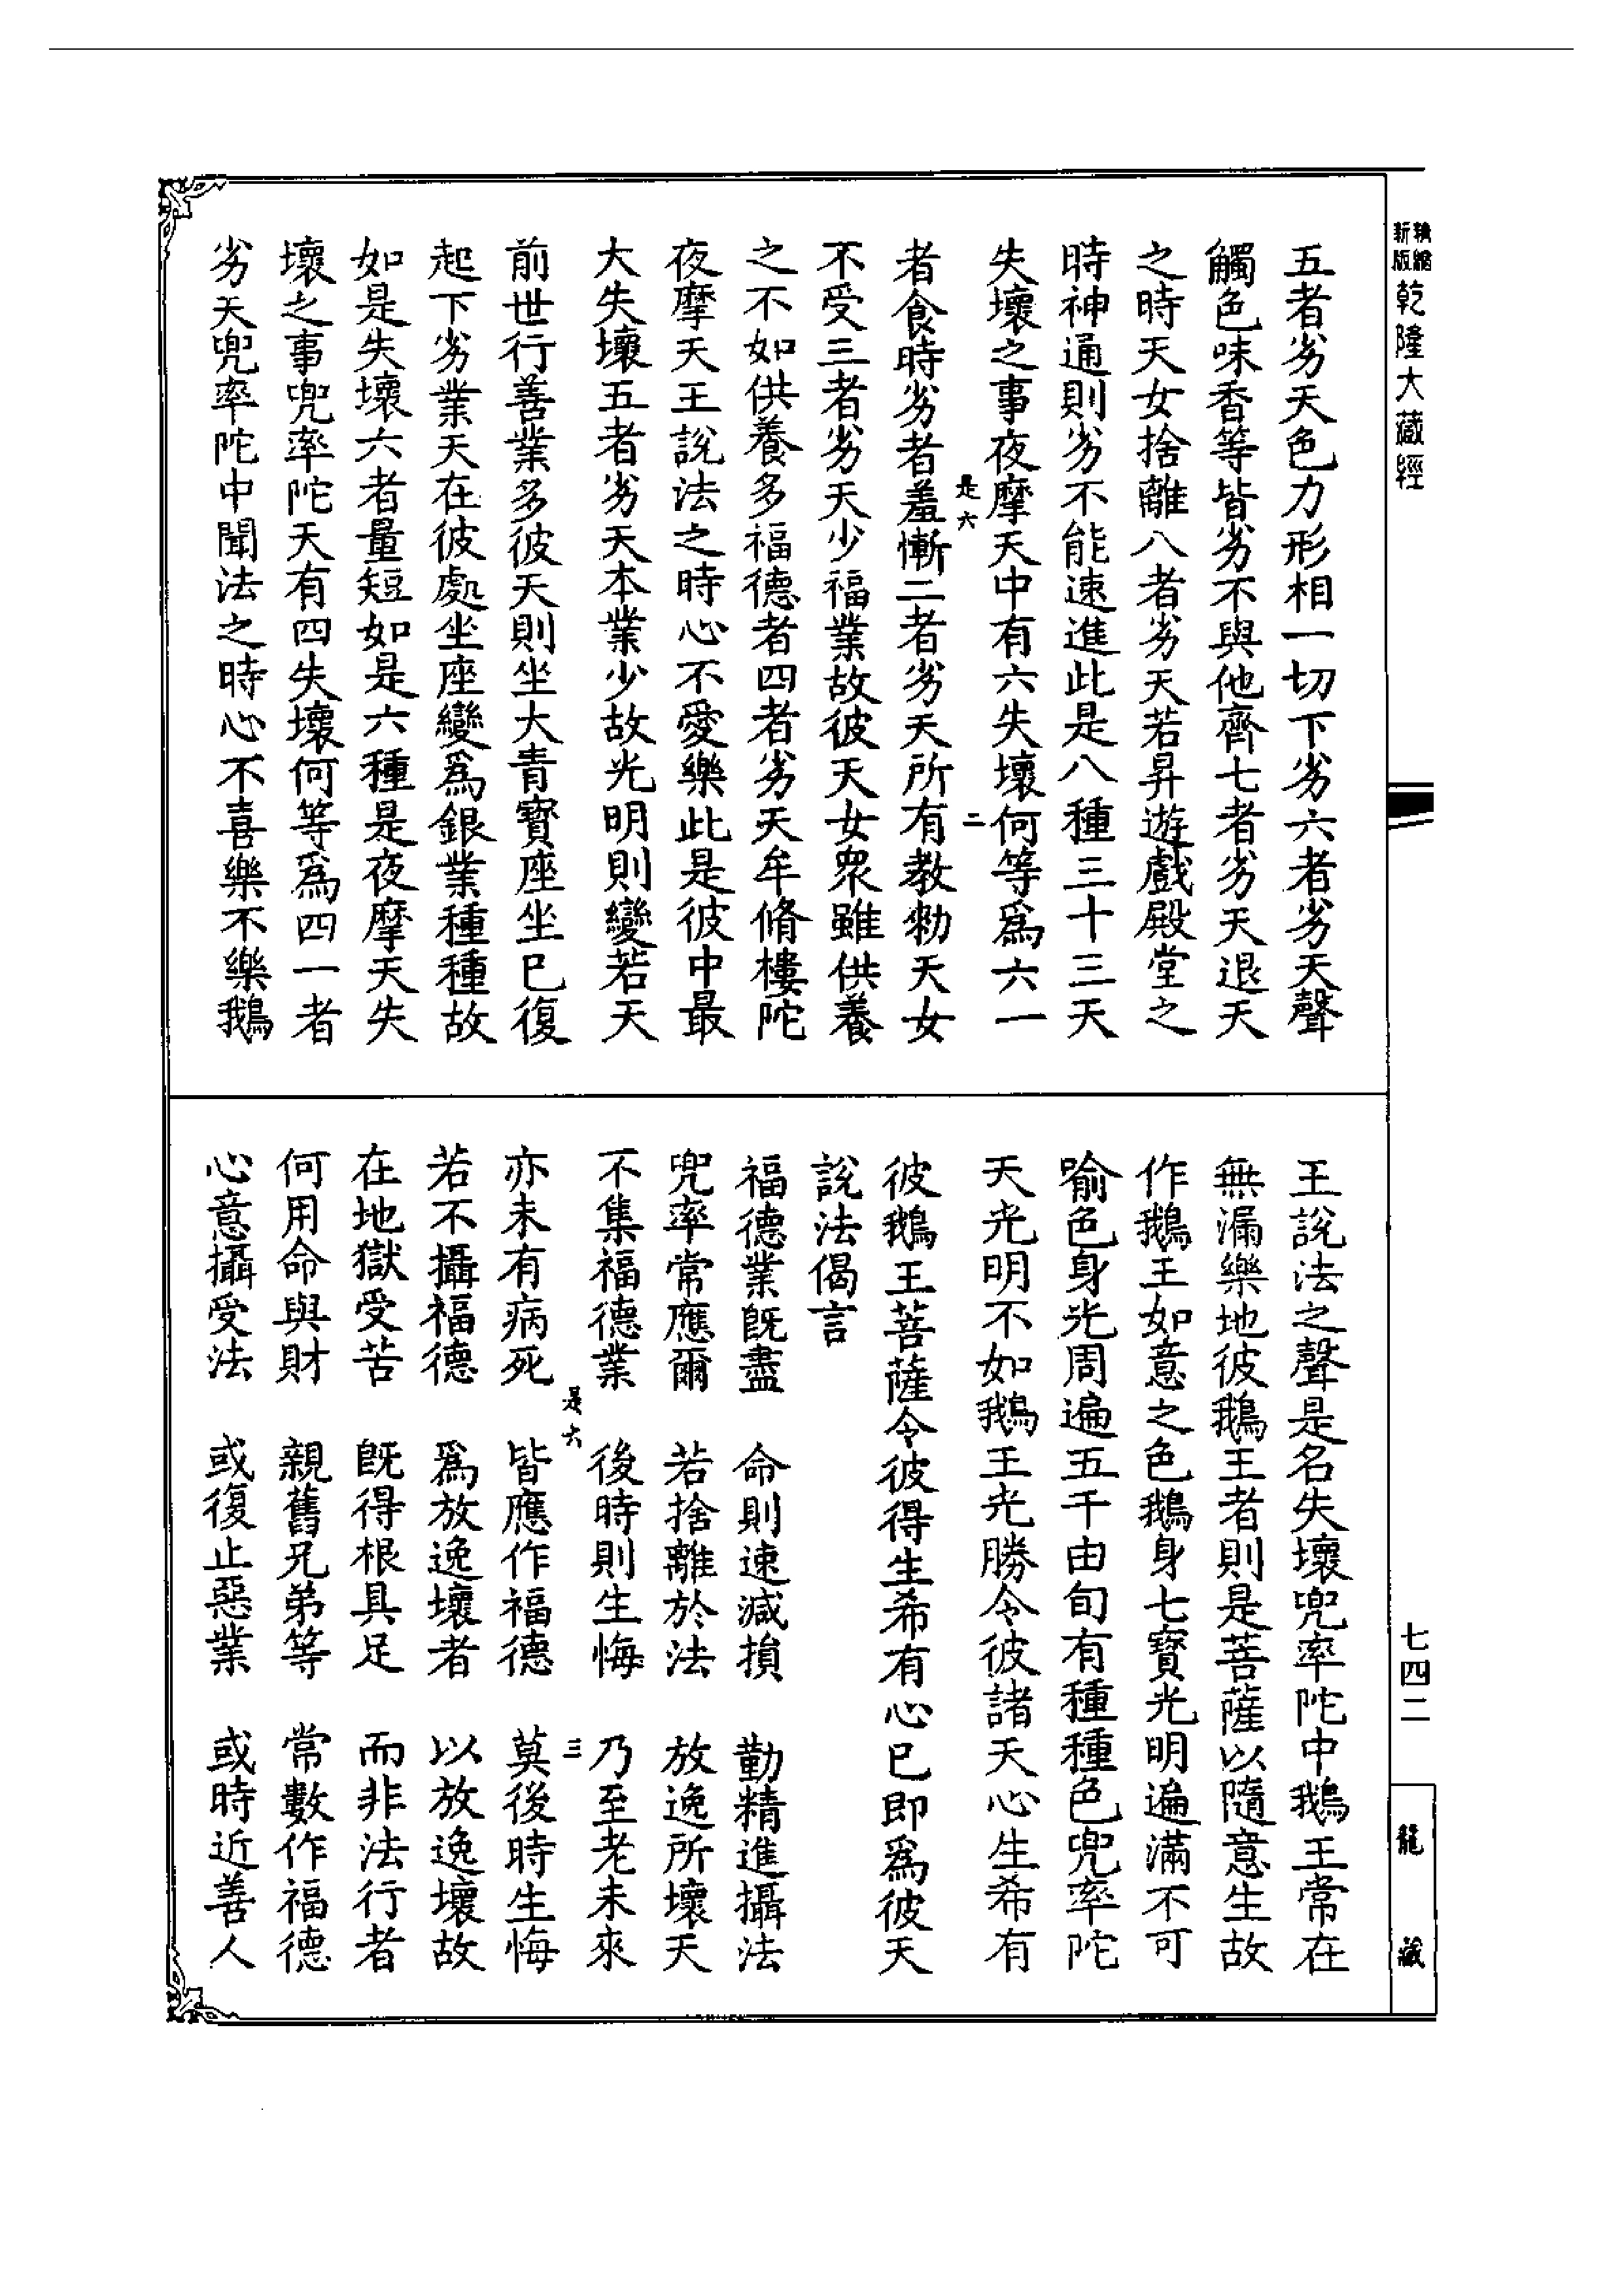 新版 縮
乾隆大藏經
五者劣天色力形相一切下劣六者劣天聲
觸色味香等皆劣不與他齊七者劣天退天
之時天女捨離八者劣天若昇遊戲殿堂之
時神通則劣不能速進此是八種三十三天
失壞之事夜摩天中有六失壞何等爲六一
是六
二
者食時劣者羞慚二者劣天所有教勑天女
不受三者劣天少福業故彼天女眾雖供養
之不如供養多福德者四者劣天牟脩樓陀
夜摩天王說法之時心不愛樂此是彼中最
大失壞五者劣天本業少故光明則變若天
前世行善業多彼天則坐大青寶座坐已復
起下劣業天在彼處坐座變爲銀業種種故
如是失壞六者量短如是六種是夜摩天失
壞之事兜率陀天有四失壞何等爲四一者
劣天兜率陀中聞法之時心不喜樂不樂鵝
王說法之聲是名失壞兜率陀中鵝王常在
無漏樂地彼鵝王者則是菩薩以隨意生故
作鵝王如意之色鵝身七寶光明遍滿不可
喻色身光周遍五千由旬有種種色兜率陀
天光明不如鵝王光勝令彼諸天心生希有
彼鵝王菩薩令彼得生希有心已即爲彼天
說法偈言
福德業既盡 命則速減損 勤精進攝法
兜率常應爾 若捨離於法 放逸所壞天
不集福德業 後時則生悔 乃至老未來
是六
三
亦未有病死 皆應作福德 莫後時生悔
若不攝福德 爲放逸壞者 以放逸壞故
在地獄受苦 既得根具足 而非法行者
何用命與財 親舊兄弟等 常數作福德
心意攝受法 或復止惡業 或時近善人
七四二
龍藏